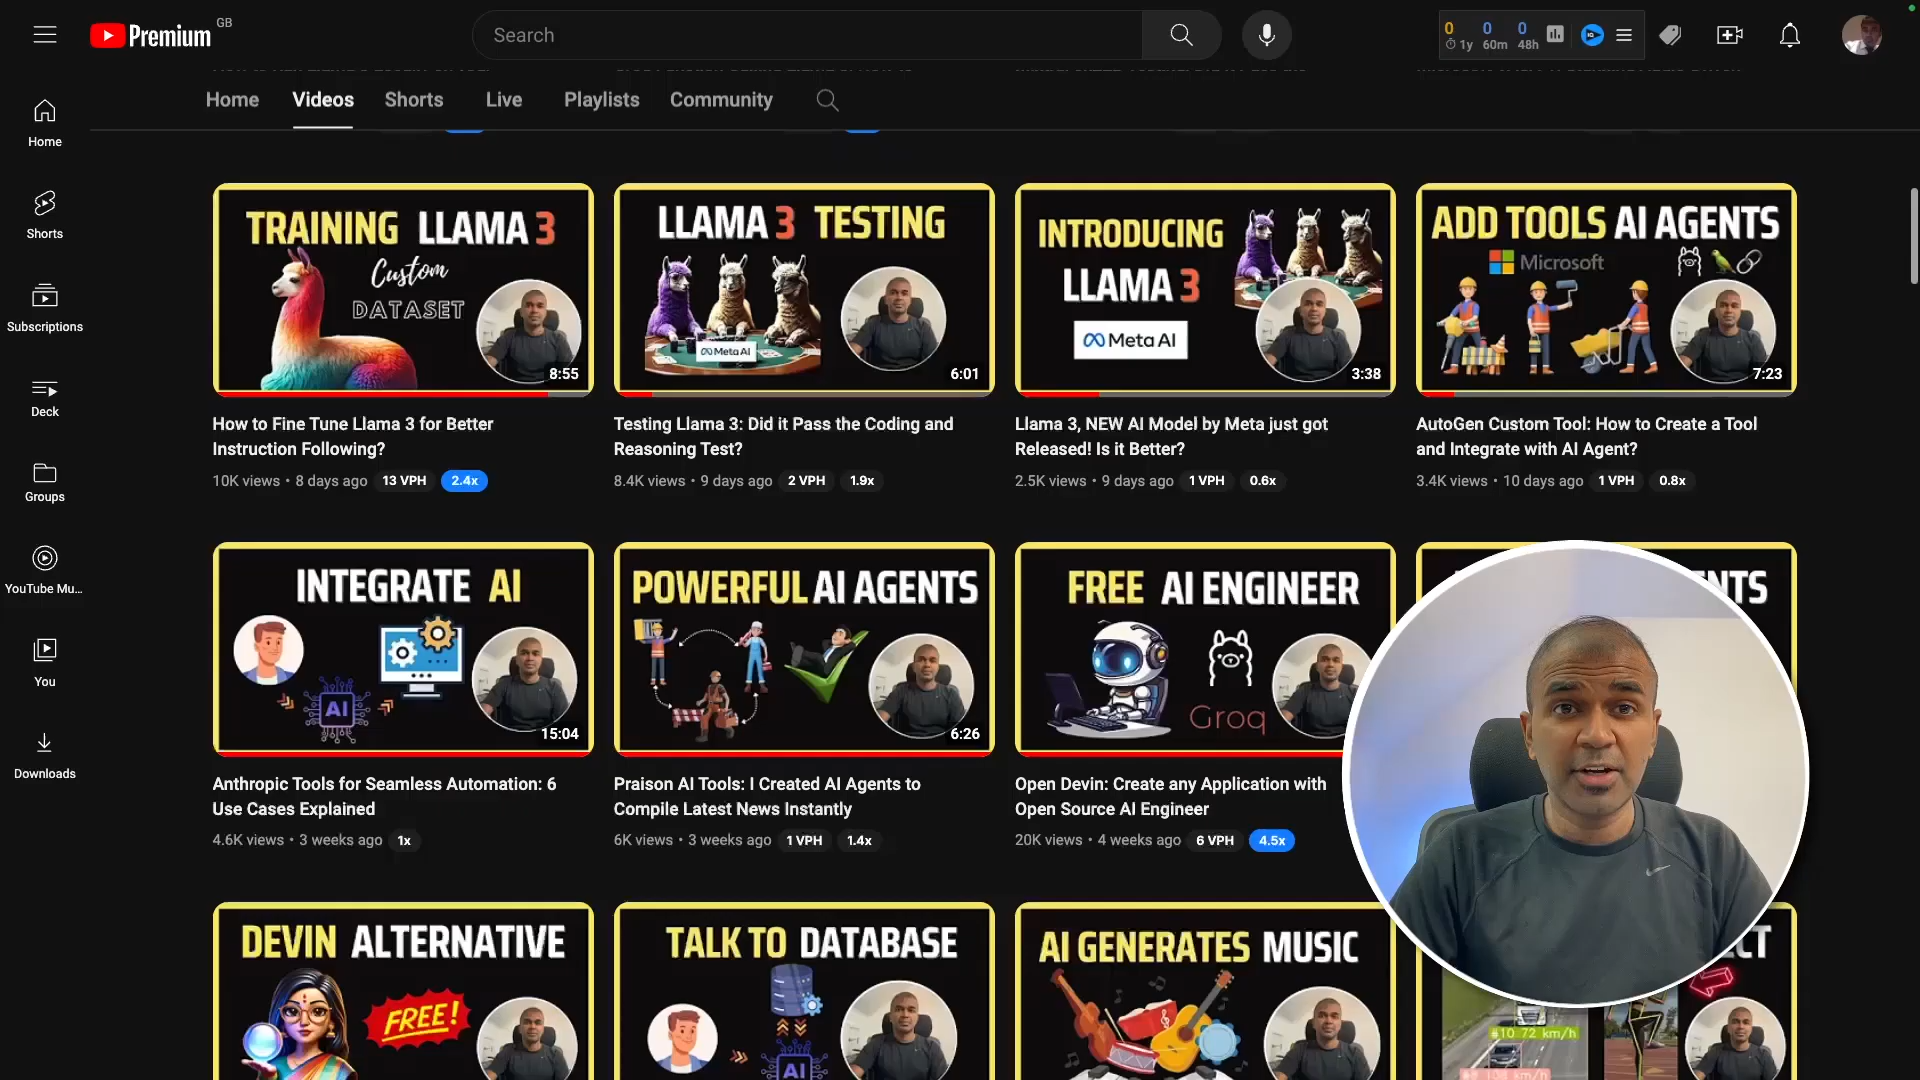 Premium GB
Search
0 0 0
1y 60m 48h
Home Videos Shorts Live Playlists Community
Home
Shorts
Subscriptions
Deck
Groups
YouTube Mu...
You
Downloads
TRAINING LLAMA 3
Custom
DATASET
8:55
How to Fine Tune Llama 3 for Better
Instruction Following?
10K views • 8 days ago 13 VPH 2.4x
LLAMA 3 TESTING
Meta AI
6:01
Testing Llama 3: Did it Pass the Coding and
Reasoning Test?
8.4K views • 9 days ago 2 VPH 1.9x
INTRODUCING
LLAMA 3
Meta AI
3:38
Llama 3, NEW AI Model by Meta just got
Released! Is it Better?
2.5K views • 9 days ago 1 VPH 0.6x
ADD TOOLS AI AGENTS
Microsoft
7:23
AutoGen Custom Tool: How to Create a Tool
and Integrate with AI Agent?
3.4K views • 10 days ago 1 VPH 0.8x
INTEGRATE AI
AI
15:04
Anthropic Tools for Seamless Automation: 6
Use Cases Explained
4.6K views • 3 weeks ago 1x
POWERFUL AI AGENTS
6:26
Praison AI Tools: I Created AI Agents to
Compile Latest News Instantly
6K views • 3 weeks ago 1 VPH 1.4x
FREE AI ENGINEER
Groq
Open Devin: Create any Application with
Open Source AI Engineer
20K views • 4 weeks ago 6 VPH 4.5x
DEVIN ALTERNATIVE
FREE!
TALK TO DATABASE
AI
AI GENERATES MUSIC